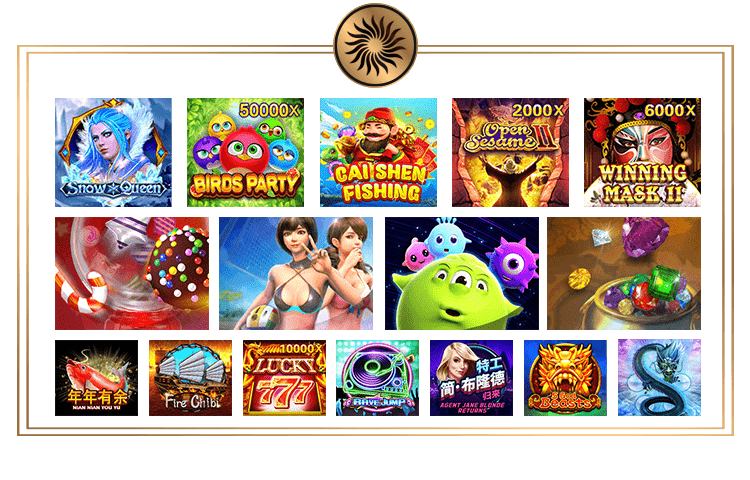 Snow Queen
50000X
BIRDS PARTY
CAI SHEN
FISHING
2000X
Open
Sesame II
6000X
WINNING
MASK II
年年有余
NIAN NIAN YOU YU
Fire Chibi
10000X
LUCKY
777
RAVE JUMP
特工
简·布隆德
归来
AGENT JANE BLONDE
RETURNS
Beasts